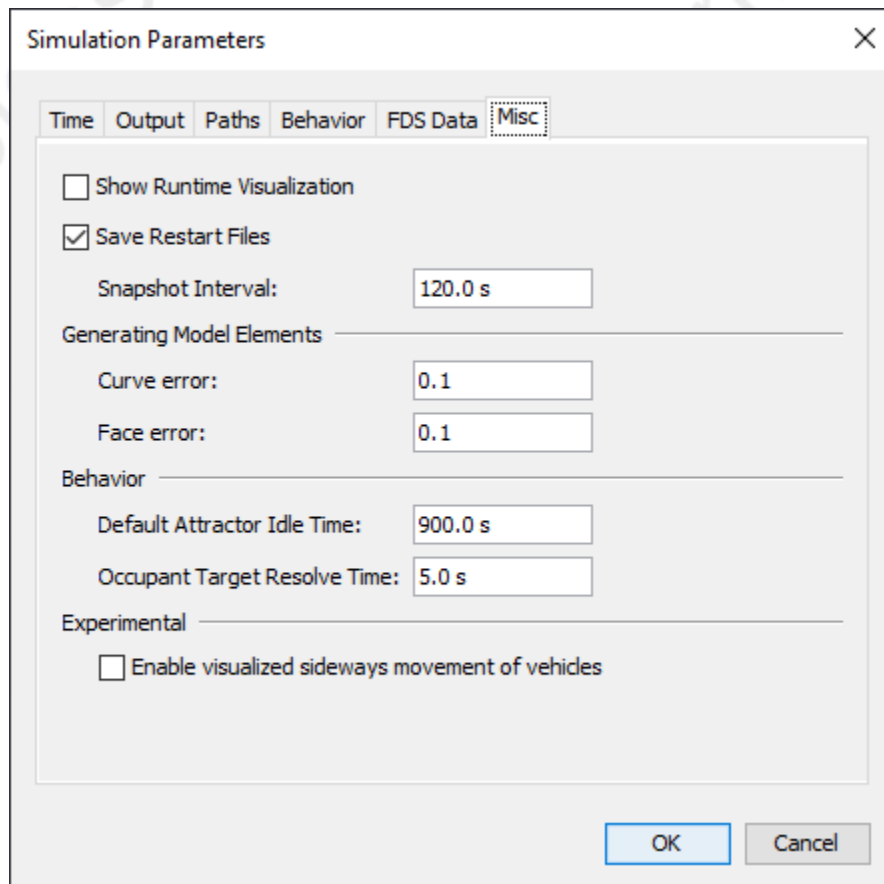 Simulation Parameters
Time Output Paths Behavior FDS Data Misc
Show Runtime Visualization
Save Restart Files
Snapshot Interval: 120.0 s
Generating Model Elements
Curve error: 0.1
Face error: 0.1
Behavior
Default Attractor Idle Time: 900.0 s
Occupant Target Resolve Time: 5.0 s
Experimental
Enable visualized sideways movement of vehicles
OK Cancel